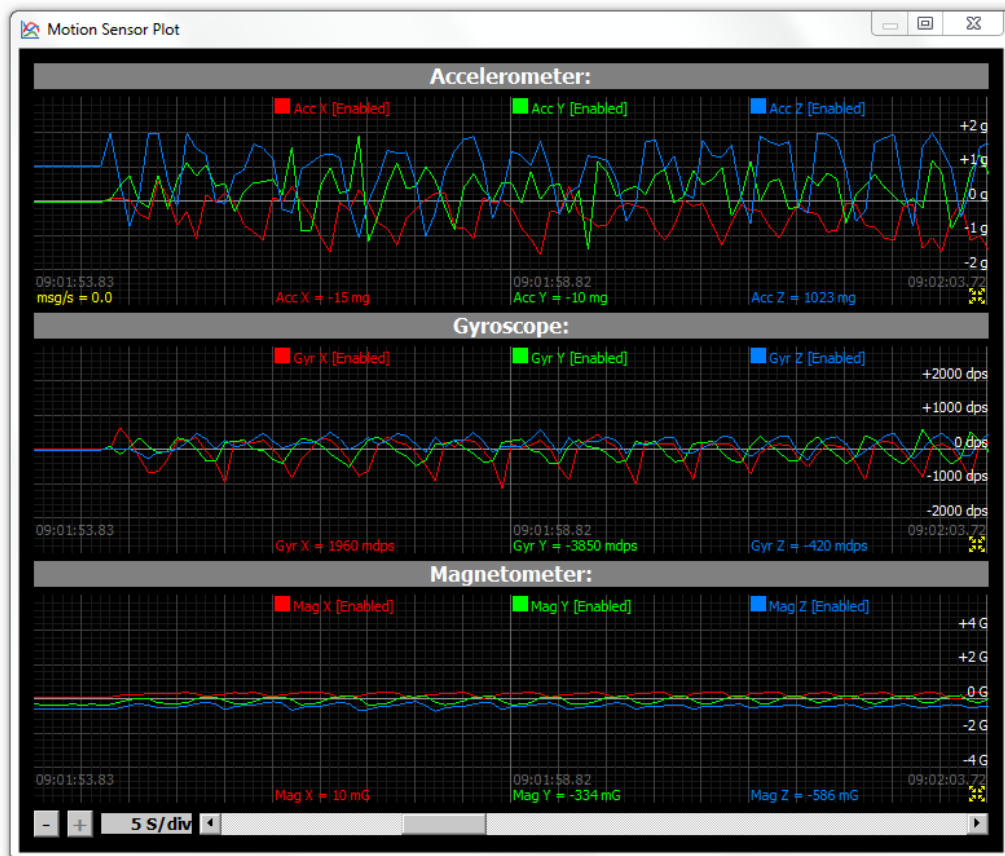 Motion Sensor Plot
Accelerometer:
Acc X [Enabled] Acc Y [Enabled] Acc Z [Enabled]
+2 g
+1 g
0 g
-1 g
-2 g
09:01:53.83 09:01:58.82 09:02:03.72
msg/s = 0.0 Acc X = -15 mg Acc Y = -10 mg Acc Z = 1023 mg
Gyroscope:
Gyr X [Enabled] Gyr Y [Enabled] Gyr Z [Enabled]
+2000 dps
+1000 dps
0 dps
-1000 dps
-2000 dps
09:01:53.83 09:01:58.82 09:02:03.72
Gyr X = 1960 mdps Gyr Y = -3850 mdps Gyr Z = -420 mdps
Magnetometer:
Mag X [Enabled] Mag Y [Enabled] Mag Z [Enabled]
+4 G
+2 G
0 G
-2 G
-4 G
09:01:53.83 09:01:58.82 09:02:03.72
Mag X = 10 mG Mag Y = -334 mG Mag Z = -586 mG
- + 5 S/div